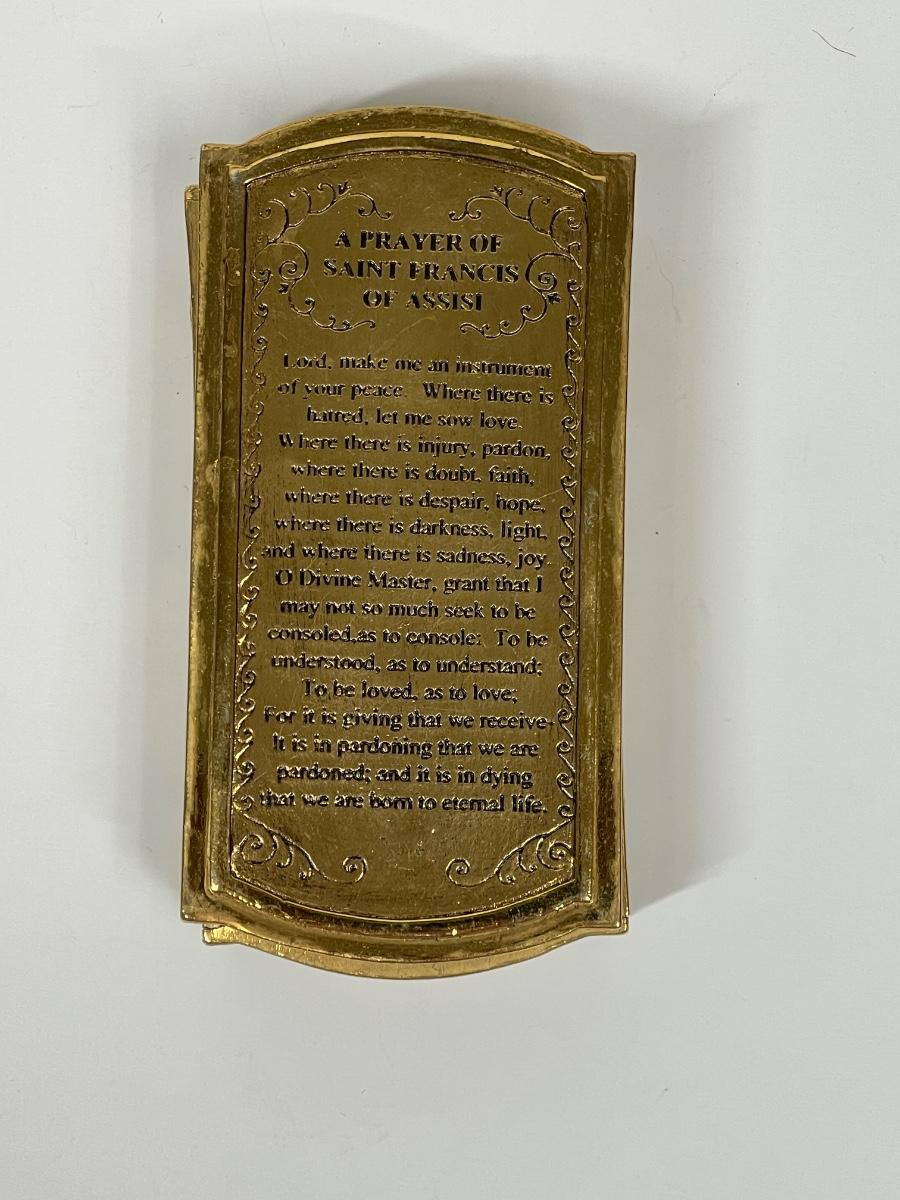 A PRAYER OF
SAINT FRANCIS
OF ASSISI
Lord, make me an instrument
of your peace. Where there is
hatred, let me sow love.
Where there is injury, pardon,
where there is doubt, faith,
where there is despair, hope,
where there is darkness, light,
and where there is sadness, joy.
O Divine Master, grant that I
may not so much seek to be
consoled,as to console: To be
understood, as to understand;
To be loved, as to love;
For it is giving that we receive;
It is in pardoning that we are
pardoned; and it is in dying
that we are born to eternal life.